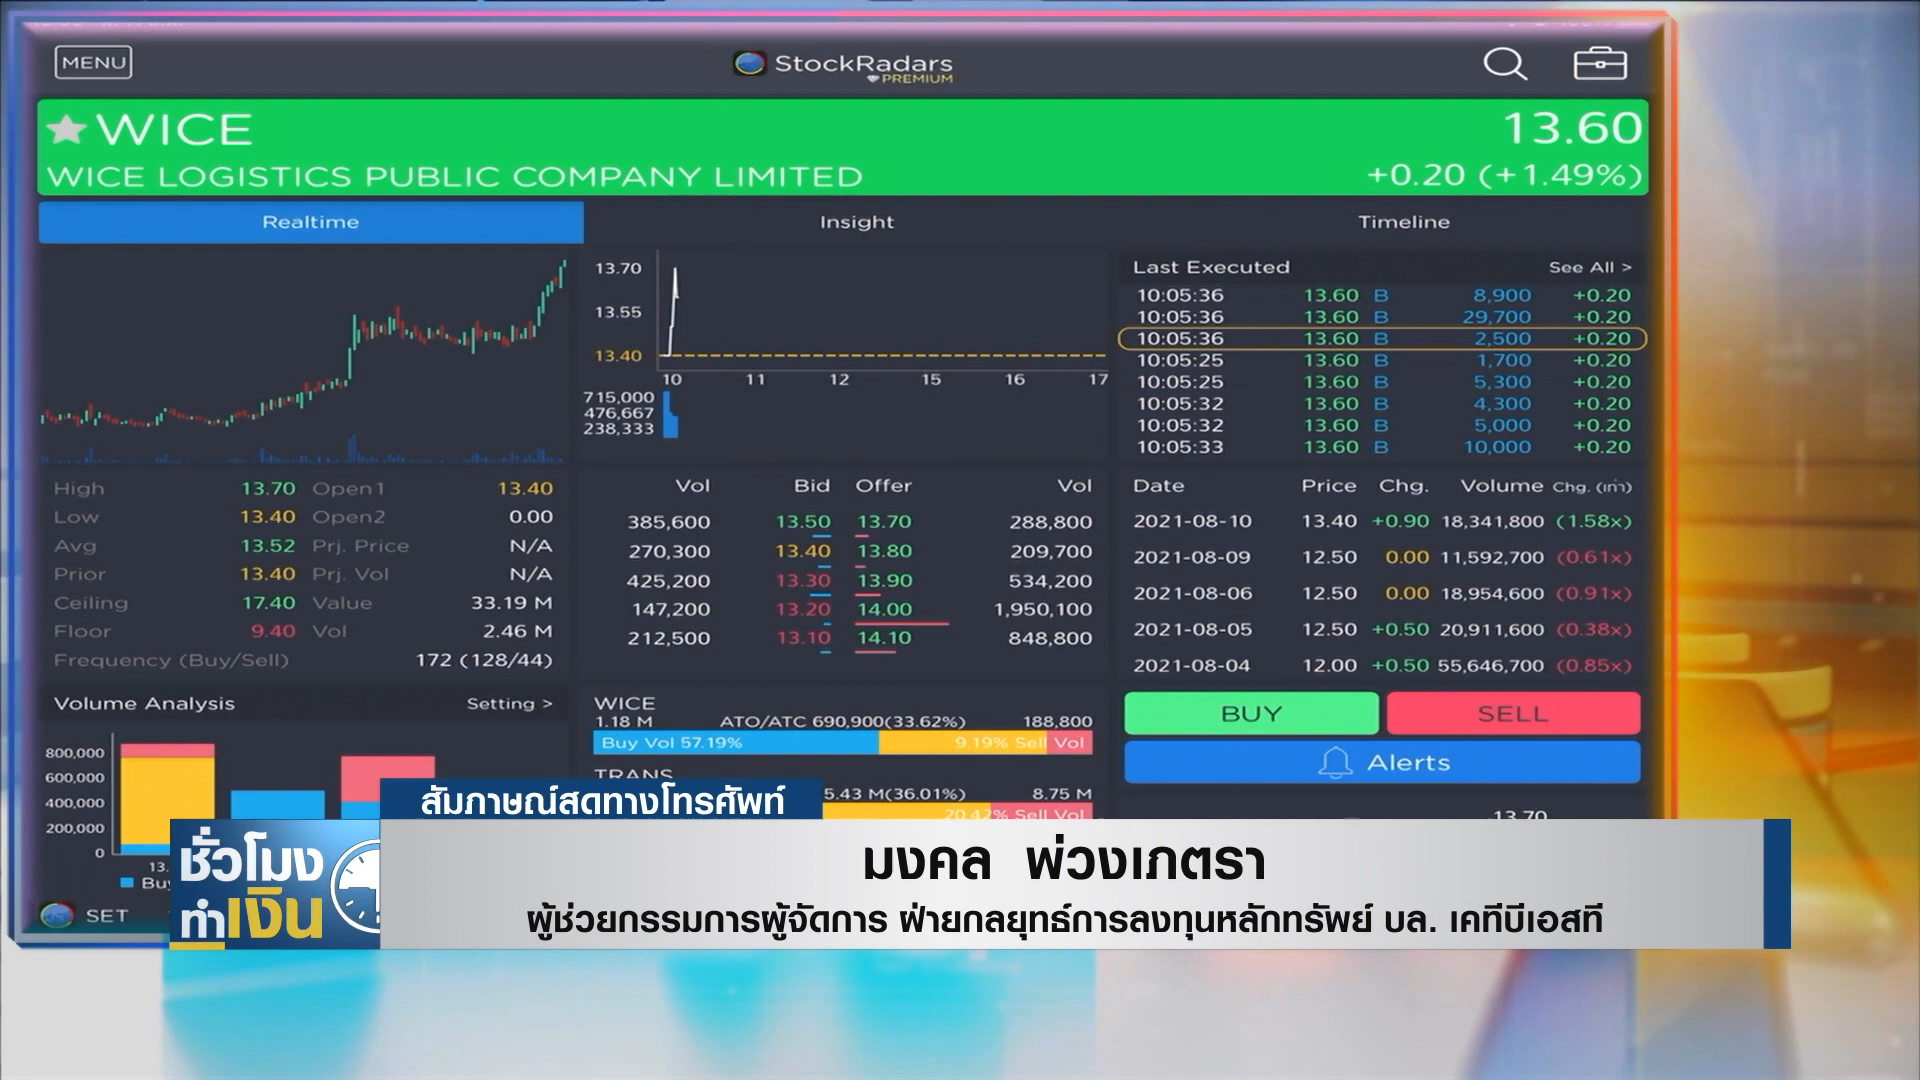 MENU
StockRadars
PREMIUM
WICE
13.60
WICE LOGISTICS PUBLIC COMPANY LIMITED
+0.20 (+1.49%)
Realtime
Insight
Timeline
13.70
13.55
13.40
10 11 12 15 16 17
715,000
476,667
238,333
Last Executed See All >
10:05:36 13.60 B 8,900 +0.20
10:05:36 13.60 B 29,700 +0.20
10:05:36 13.60 B 2,500 +0.20
10:05:25 13.60 B 1,700 +0.20
10:05:25 13.60 B 5,300 +0.20
10:05:32 13.60 B 4,300 +0.20
10:05:32 13.60 B 5,000 +0.20
10:05:33 13.60 B 10,000 +0.20
High 13.70 Open1 13.40
Low 13.40 Open2 0.00
Avg 13.52 Prj. Price N/A
Prior 13.40 Prj. Vol N/A
Ceiling 17.40 Value 33.19 M
Floor 9.40 Vol 2.46 M
Frequency (Buy/Sell) 172 (128/44)
Vol Bid Offer Vol
385,600 13.50 13.70 288,800
270,300 13.40 13.80 209,700
425,200 13.30 13.90 534,200
147,200 13.20 14.00 1,950,100
212,500 13.10 14.10 848,800
Date Price Chg. Volume Chg. (เท่า)
2021-08-10 13.40 +0.90 18,341,800 (1.58x)
2021-08-09 12.50 0.00 11,592,700 (0.61x)
2021-08-06 12.50 0.00 18,954,600 (0.91x)
2021-08-05 12.50 +0.50 20,911,600 (0.38x)
2021-08-04 12.00 +0.50 55,646,700 (0.85x)
Volume Analysis Setting >
800,000
600,000
400,000
200,000
0
13.
Bu
WICE
1.18 M ATO/ATC 690,900(33.62%) 188,800
Buy Vol 57.19% 9.19% Sell Vol
TRANS
5.43 M(36.01%) 8.75 M
20.42% Sell Vol
BUY
SELL
Alerts
13.70
SET
สัมภาษณ์สดทางโทรศัพท์
ชั่วโมง
ทำเงิน
มงคล พ่วงเภตรา
ผู้ช่วยกรรมการผู้จัดการ ฝ่ายกลยุทธ์การลงทุนหลักทรัพย์ บล. เคทีบีเอสที